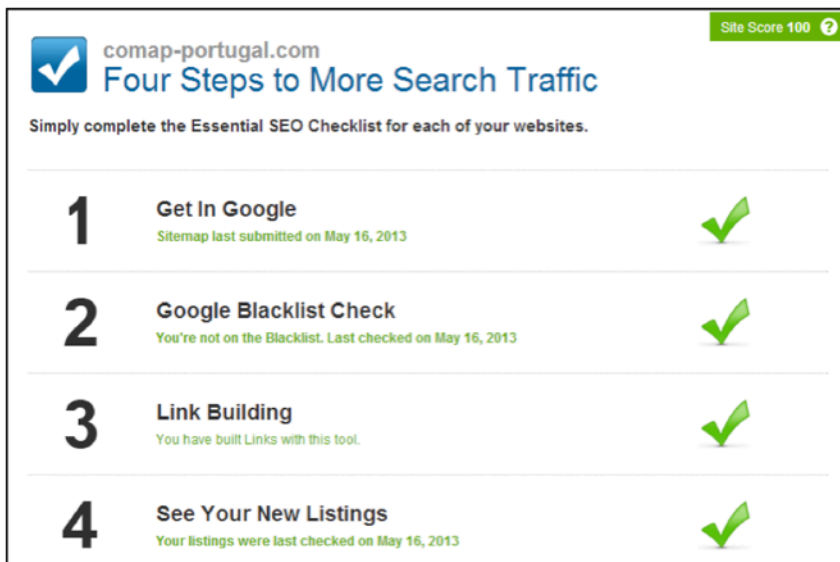 Site Score 100 ?
comap-portugal.com
Four Steps to More Search Traffic
Simply complete the Essential SEO Checklist for each of your websites.
1
Get In Google
Sitemap last submitted on May 16, 2013
2
Google Blacklist Check
You're not on the Blacklist. Last checked on May 16, 2013
3
Link Building
You have built Links with this tool.
4
See Your New Listings
Your listings were last checked on May 16, 2013